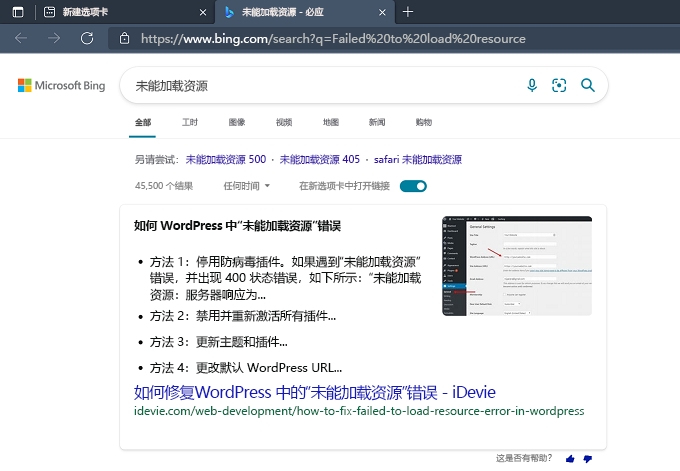 新建选项卡
未能加载资源 - 必应
https://www.bing.com/search?q=Failed%20to%20load%20resource
Microsoft Bing
未能加载资源
全部 工时 图像 视频 地图 新闻 购物
另请尝试: 未能加载资源 500 · 未能加载资源 405 · safari 未能加载资源
45,500 个结果 任何时间 在新选项卡中打开链接
如何 WordPress 中“未能加载资源”错误
General Settings
• 方法 1：停用防病毒插件。如果遇到“未能加载资源”
错误，并出现 400 状态错误，如下所示：“未能加载
资源：服务器响应为...
• 方法 2：禁用并重新激活所有插件...
• 方法 3：更新主题和插件...
• 方法 4：更改默认 WordPress URL...
如何修复WordPress 中的“未能加载资源”错误 - iDevie
idevie.com/web-development/how-to-fix-failed-to-load-resource-error-in-wordpress
这是否有帮助?